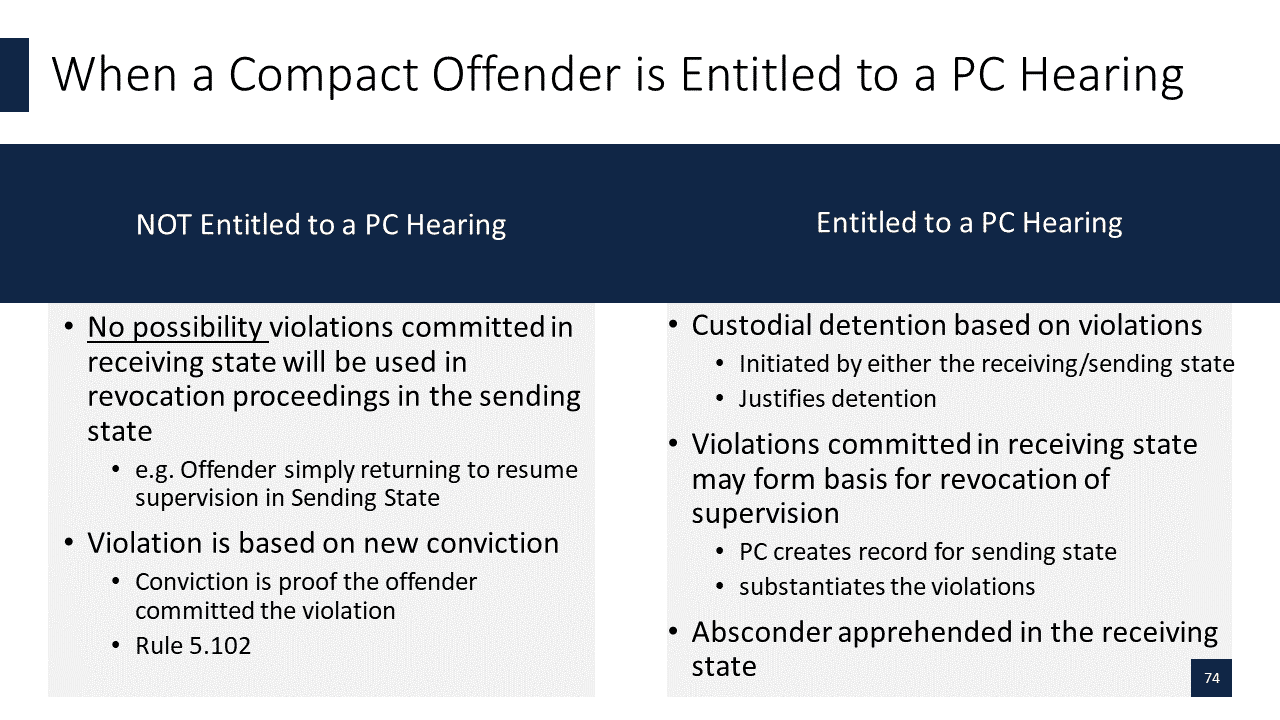 When a Compact Offender is Entitled to a PC Hearing
NOT Entitled to a PC Hearing
• No possibility violations committed in
receiving state will be used in
revocation proceedings in the sending
state
• e.g. Offender simply returning to resume
supervision in Sending State
• Violation is based on new conviction
• Conviction is proof the offender
committed the violation
• Rule 5.102
Entitled to a PC Hearing
• Custodial detention based on violations
• Initiated by either the receiving/sending state
• Justifies detention
• Violations committed in receiving state
may form basis for revocation of
supervision
• PC creates record for sending state
• substantiates the violations
• Absconder apprehended in the receiving
state
74